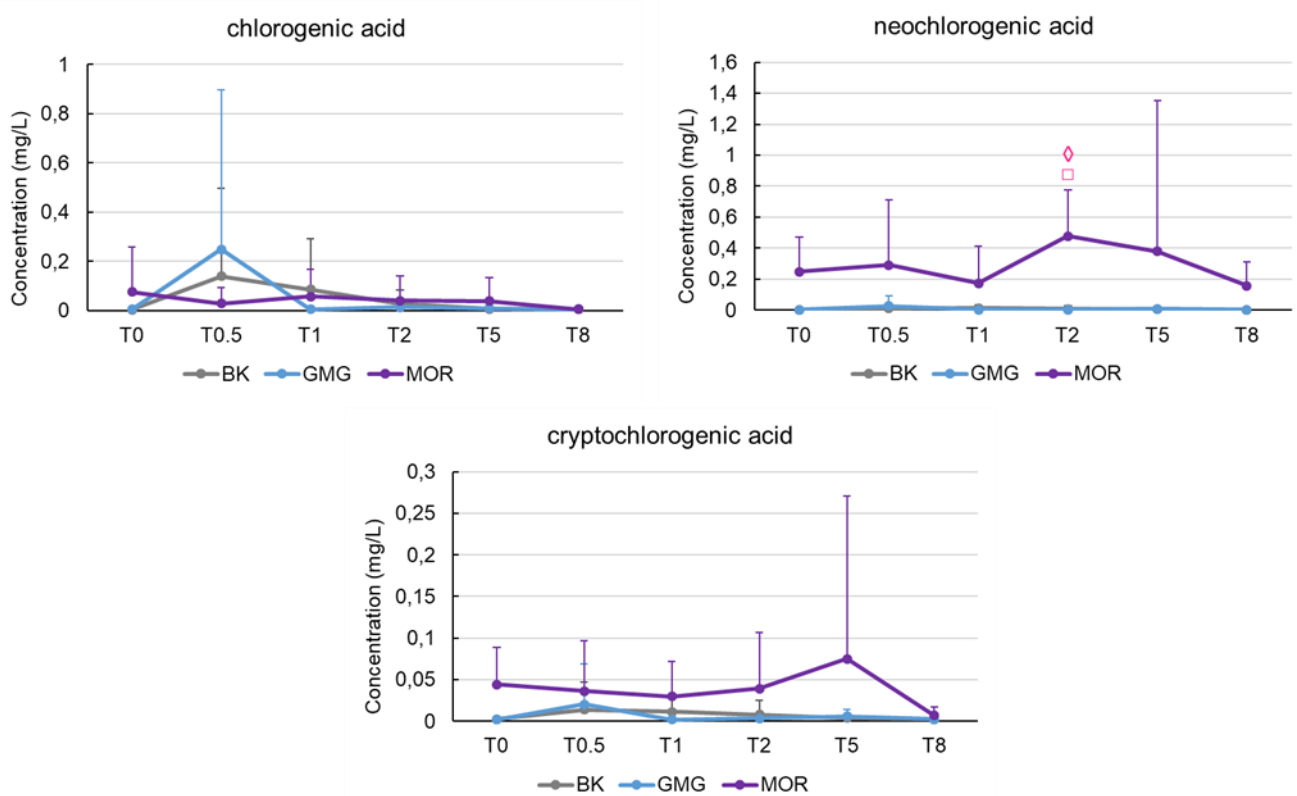 chlorogenic acid
Concentration (mg/L)
1
0,8
0,6
0,4
0,2
0
T0 T0.5 T1 T2 T5 T8
BK GMG MOR
neochlorogenic acid
Concentration (mg/L)
1,6
1,4
1,2
1
0,8
0,6
0,4
0,2
0
T0 T0.5 T1 T2 T5 T8
BK GMG MOR
cryptochlorogenic acid
Concentration (mg/L)
0,3
0,25
0,2
0,15
0,1
0,05
0
T0 T0.5 T1 T2 T5 T8
BK GMG MOR